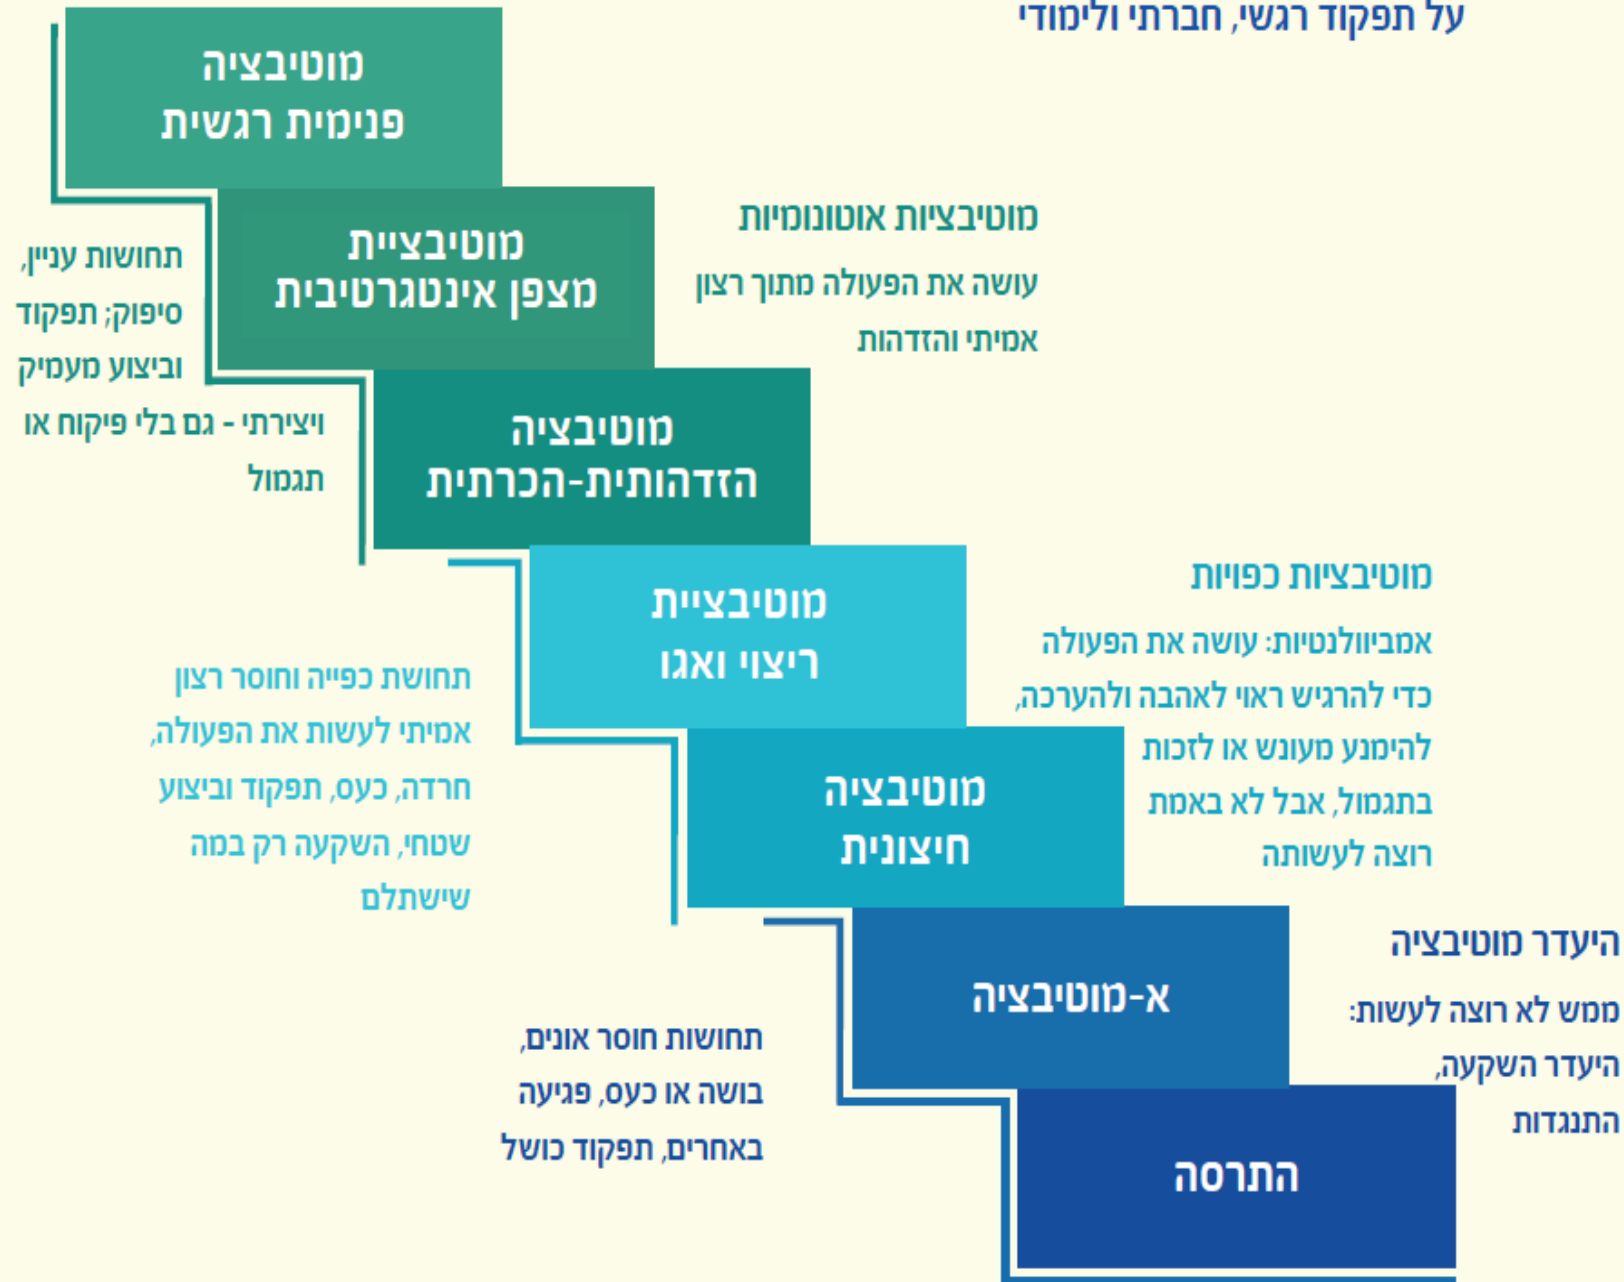 על תפקוד רגשי, חברתי ולימודי
מוטיבציה
פנימית רגשית
מוטיבציות אוטונומיות
עושה את הפעולה מתוך רצון
אמיתי והזדהות
מוטיבציית
מצפן אינטגרטיבית
תחושות עניין,
סיפוק; תפקוד
וביצוע מעמיק
ויצירתי - גם בלי פיקוח או
תגמול
מוטיבציה
הזדהותית-הכרתית
מוטיבציות כפויות
אמביוולנטיות: עושה את הפעולה
כדי להרגיש ראוי לאהבה ולהערכה,
להימנע מעונש או לזכות
בתגמול, אבל לא באמת
רוצה לעשותה
מוטיבציית
ריצוי ואגו
מוטיבציה
חיצונית
תחושת כפייה וחוסר רצון
אמיתי לעשות את הפעולה,
חרדה, כעס, תפקוד וביצוע
שטחי, השקעה רק במה
שישתלם
היעדר מוטיבציה
ממש לא רוצה לעשות:
היעדר השקעה,
התנגדות
א-מוטיבציה
תחושות חוסר אונים,
בושה או כעס, פגיעה
באחרים, תפקוד כושל
התרסה